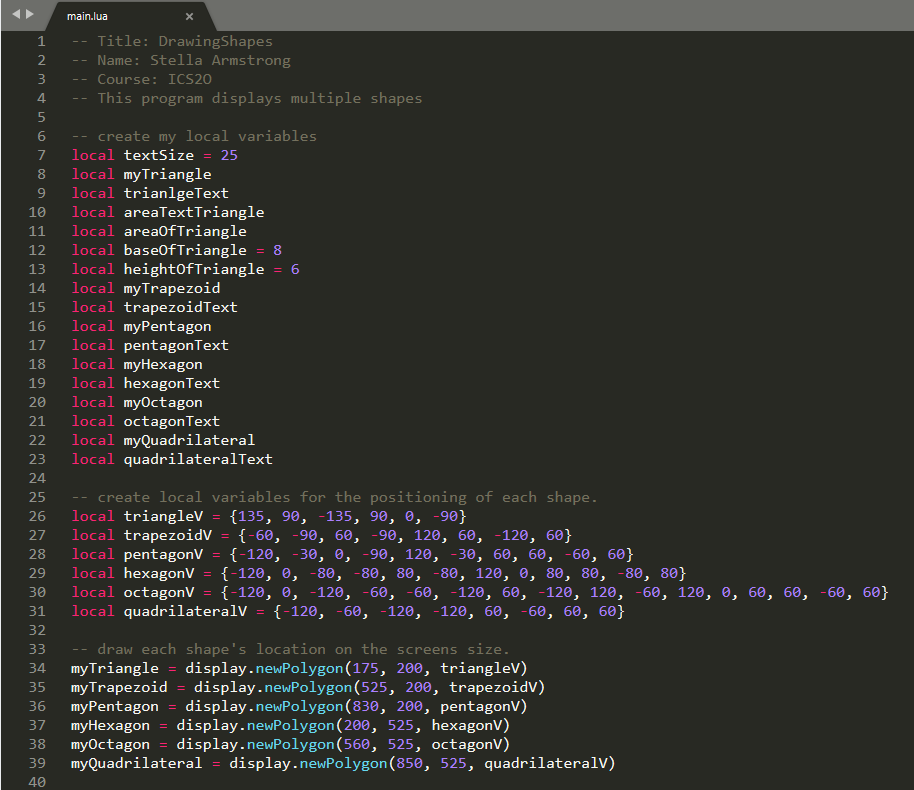 main.lua ×
1 -- Title: DrawingShapes
2 -- Name: Stella Armstrong
3 -- Course: ICS2O
4 -- This program displays multiple shapes
5
6 -- create my local variables
7 local textSize = 25
8 local myTriangle
9 local trianlgeText
10 local areaTextTriangle
11 local areaOfTriangle
12 local baseOfTriangle = 8
13 local heightOfTriangle = 6
14 local myTrapezoid
15 local trapezoidText
16 local myPentagon
17 local pentagonText
18 local myHexagon
19 local hexagonText
20 local myOctagon
21 local octagonText
22 local myQuadrilateral
23 local quadrilateralText
24
25 -- create local variables for the positioning of each shape.
26 local triangleV = {135, 90, -135, 90, 0, -90}
27 local trapezoidV = {-60, -90, 60, -90, 120, 60, -120, 60}
28 local pentagonV = {-120, -30, 0, -90, 120, -30, 60, 60, -60, 60}
29 local hexagonV = {-120, 0, -80, -80, 80, -80, 120, 0, 80, 80, -80, 80}
30 local octagonV = {-120, 0, -120, -60, -60, -120, 60, -120, 120, -60, 120, 0, 60, 60, -60, 60}
31 local quadrilateralV = {-120, -60, -120, -120, 60, -60, 60, 60}
32
33 -- draw each shape's location on the screens size.
34 myTriangle = display.newPolygon(175, 200, triangleV)
35 myTrapezoid = display.newPolygon(525, 200, trapezoidV)
36 myPentagon = display.newPolygon(830, 200, pentagonV)
37 myHexagon = display.newPolygon(200, 525, hexagonV)
38 myOctagon = display.newPolygon(560, 525, octagonV)
39 myQuadrilateral = display.newPolygon(850, 525, quadrilateralV)
40